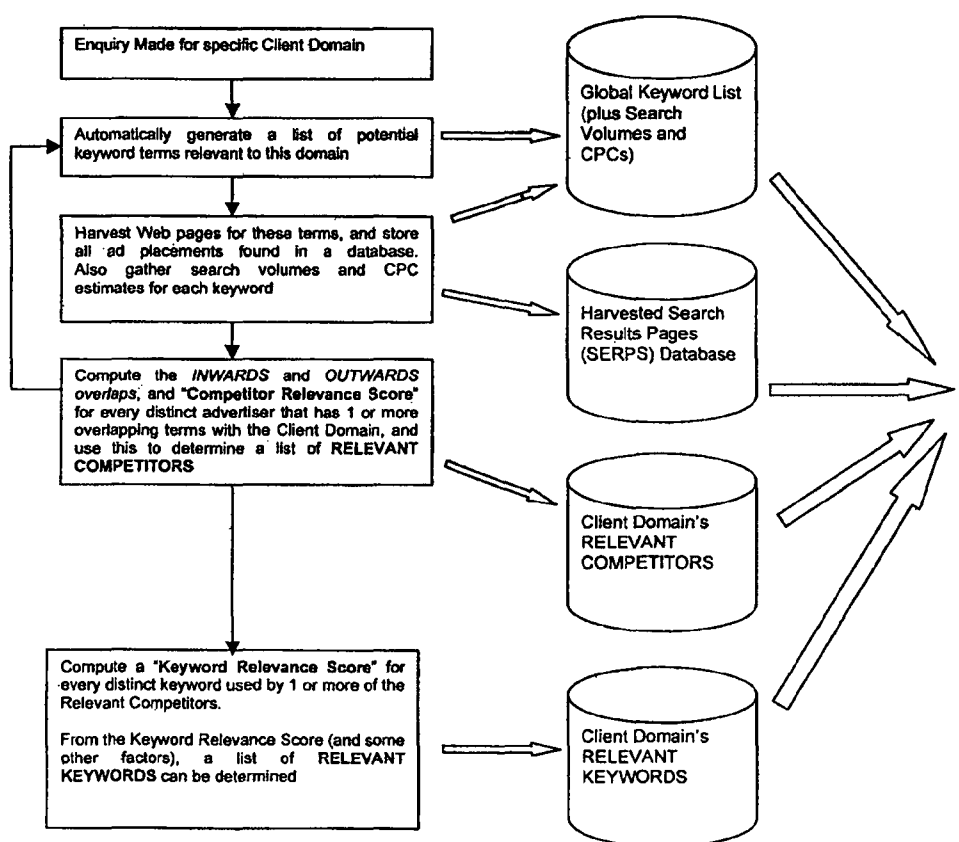 Enquiry Made for specific Client Domain
Automatically generate a list of potential
keyword terms relevant to this domain
Harvest Web pages for these terms, and store
all ad placements found in a database.
Also gather search volumes and CPC
estimates for each keyword
Compute the INWARDS and OUTWARDS
overlaps, and "Competitor Relevance Score"
for every distinct advertiser that has 1 or more
overlapping terms with the Client Domain, and
use this to determine a list of RELEVANT
COMPETITORS
Compute a "Keyword Relevance Score" for
every distinct keyword used by 1 or more of the
Relevant Competitors.
From the Keyword Relevance Score (and some
other factors), a list of RELEVANT
KEYWORDS can be determined
Global Keyword List
(plus Search
Volumes and
CPCs)
Harvested Search
Results Pages
(SERPS) Database
Client Domain's
RELEVANT
COMPETITORS
Client Domain's
RELEVANT
KEYWORDS